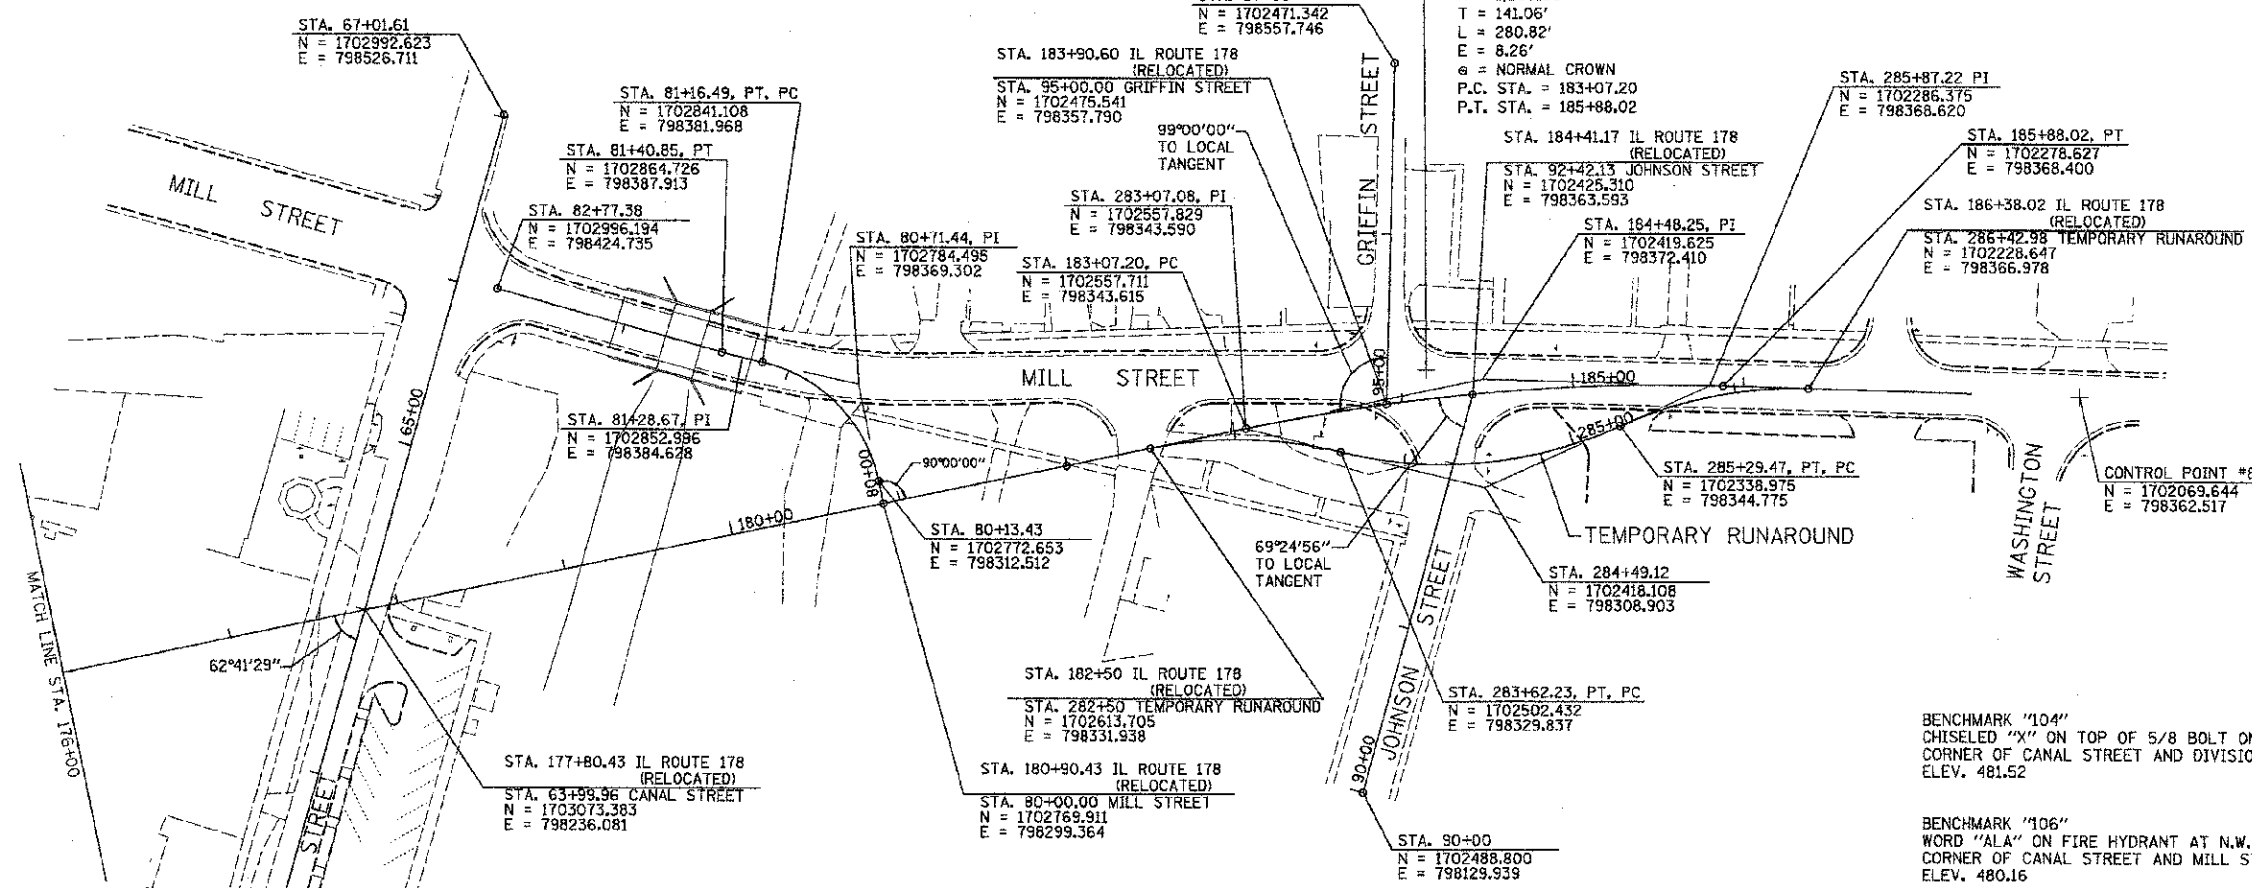 STA. 67+01.61
N = 1702992.623
E = 798526.711
N = 1702471.342
E = 798557.746
T = 141.06'
L = 280.82'
E = 8.26'
e = NORMAL CROWN
P.C. STA. = 183+07.20
P.T. STA. = 185+88.02
STA. 183+90.60 IL ROUTE 178
(RELOCATED)
STA. 95+00.00 GRIFFIN STREET
N = 1702475.541
E = 798357.790
STA. 81+16.49, PT, PC
N = 1702841.108
E = 798381.968
STA. 81+40.85, PT
N = 1702864.726
E = 798387.913
STA. 82+77.38
N = 1702996.194
E = 798424.735
MILL STREET
99°00'00"
TO LOCAL
TANGENT
GRIFFIN STREET
STA. 285+87.22 PI
N = 1702286.375
E = 798368.620
STA. 184+41.17 IL ROUTE 178
(RELOCATED)
STA. 92+42.13 JOHNSON STREET
N = 1702425.310
E = 798363.593
STA. 185+88.02, PT
N = 1702278.627
E = 798368.400
STA. 283+07.08, PI
N = 1702557.829
E = 798343.590
STA. 184+48.25, PI
N = 1702419.625
E = 798372.410
STA. 186+38.02 IL ROUTE 178
(RELOCATED)
STA. 286+42.98 TEMPORARY RUNAROUND
N = 1702228.647
E = 798366.978
STA. 80+71.44, PI
N = 1702784.495
E = 798369.302
STA. 183+07.20, PC
N = 1702557.711
E = 798343.615
MILL STREET
95+00
185+00
65+00
STA. 81+28.67, PI
N = 1702852.986
E = 798384.628
80+00
90°00'00"
285+00
180+00
STA. 285+29.47, PT, PC
N = 1702338.975
E = 798344.775
CONTROL POINT
N = 1702069.644
E = 798362.517
WASHINGTON
STREET
STA. 80+13.43
N = 1702772.653
E = 798312.512
69°24'56"
TO LOCAL
TANGENT
TEMPORARY RUNAROUND
STA. 284+49.12
N = 1702418.108
E = 798308.903
MATCH LINE STA. 176+00
62°41'29"
STA. 182+50 IL ROUTE 178
(RELOCATED)
STA. 282+50 TEMPORARY RUNAROUND
N = 1702613.705
E = 798331.938
STA. 283+62.23, PT, PC
N = 1702502.432
E = 798329.837
JOHNSON STREET
STA. 177+80.43 IL ROUTE 178
(RELOCATED)
STA. 63+99.96 CANAL STREET
N = 1703073.383
E = 798236.081
STREET
STA. 180+90.43 IL ROUTE 178
(RELOCATED)
STA. 80+00.00 MILL STREET
N = 1702769.911
E = 798299.364
90+00
STA. 90+00
N = 1702488.800
E = 798129.939
BENCHMARK "104"
CHISELED "X" ON TOP OF 5/8 BOLT ON
CORNER OF CANAL STREET AND
ELEV. 481.52
BENCHMARK "106"
WORD "ALA" ON FIRE HYDRANT AT N.W.
CORNER OF CANAL STREET AND MILL
ELEV. 480.16